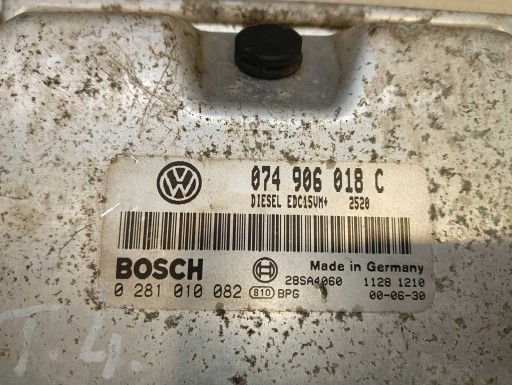 074 906 018 C
DIESEL EDC15VM+ 2520
BOSCH
Made in Germany
28SA4060 1128 1210
0 281 010 082 810 BPG 00-06-30
T.4.